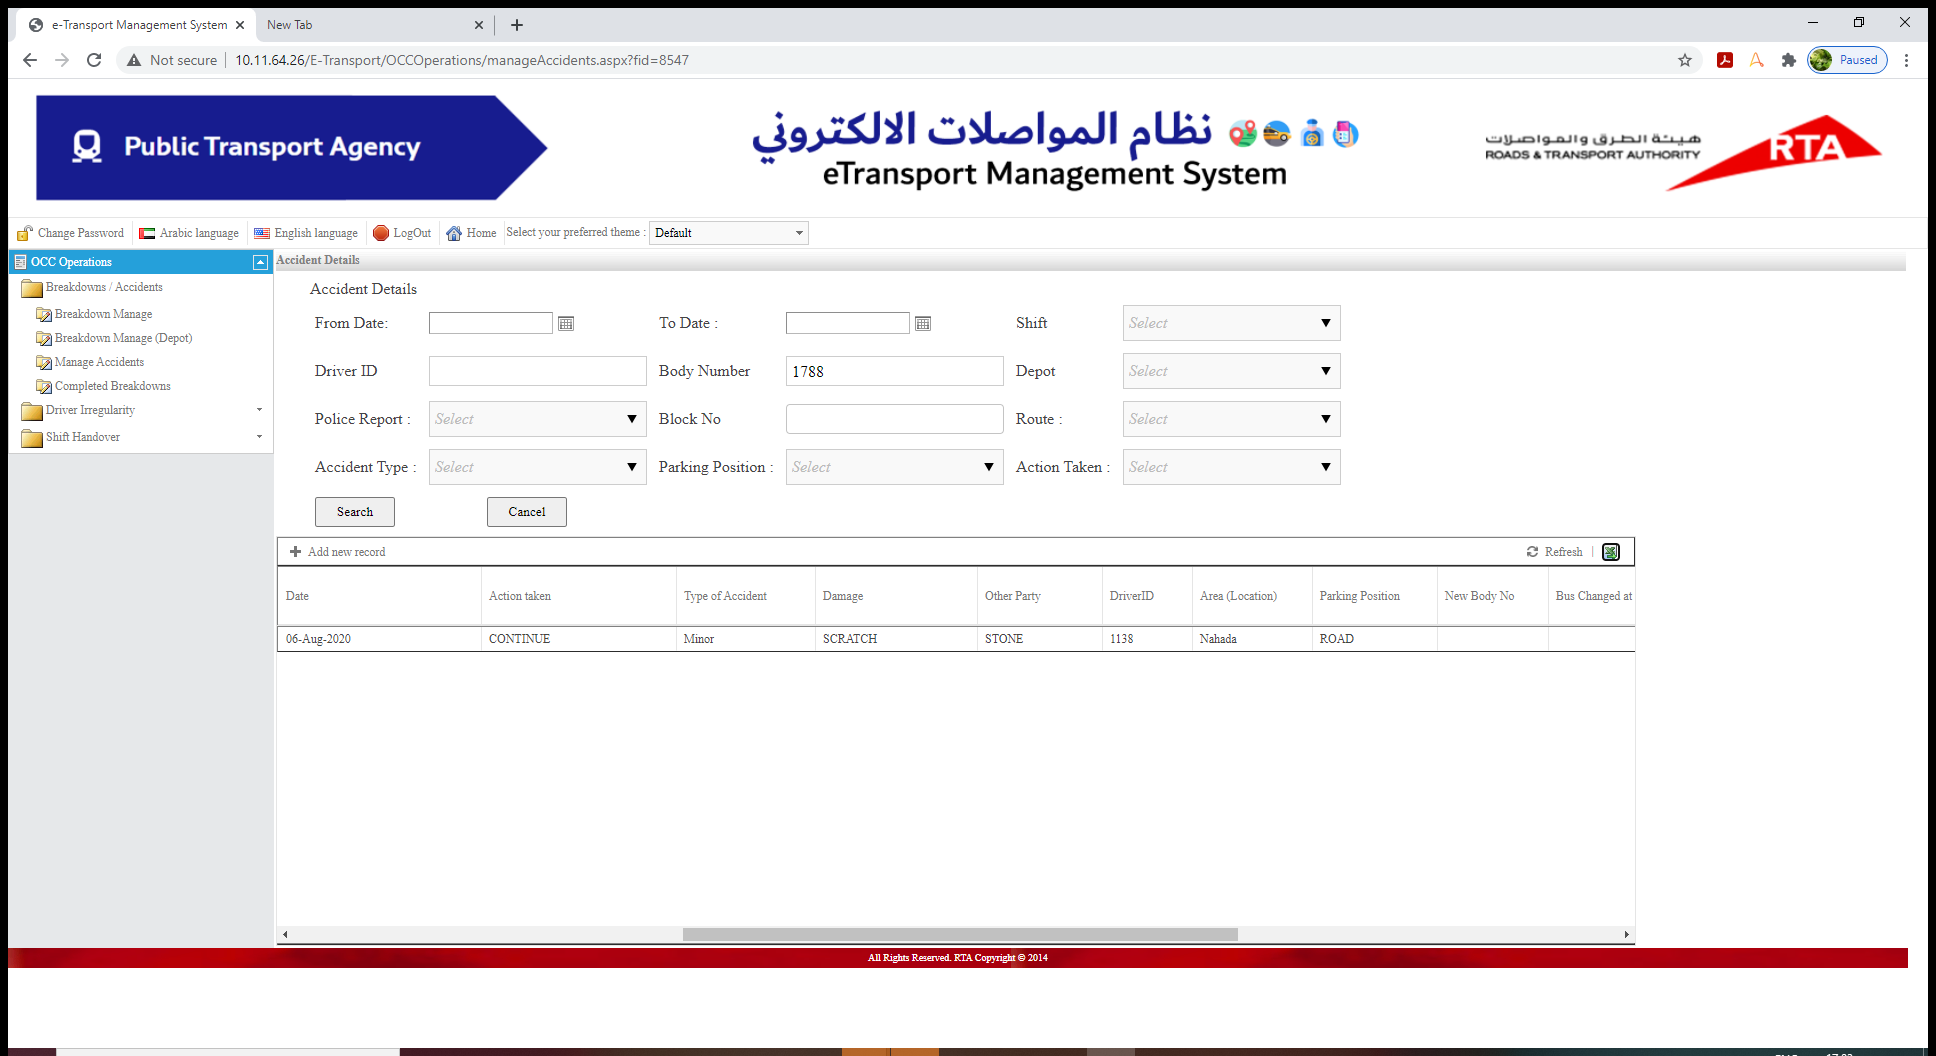 e-Transport Management System
New Tab
Not secure
10.11.64.26/E-Transport/OCCOperations/manageAccidents.aspx?fid=8547
Paused
Public Transport Agency
نظام المواصلات الالكتروني
eTransport Management System
هيئة الطرق والمواصلات
ROADS & TRANSPORT AUTHORITY
RTA
Change Password
Arabic language
English language
LogOut
Home
Select your preferred theme :
Default
OCC Operations
Breakdowns / Accidents
Breakdown Manage
Breakdown Manage (Depot)
Manage Accidents
Completed Breakdowns
Driver Irregularity
Shift Handover
Accident Details
Accident Details
From Date:
To Date :
Shift
Select
Driver ID
Body Number
1788
Depot
Select
Police Report :
Select
Block No
Route :
Select
Accident Type :
Select
Parking Position :
Select
Action Taken :
Select
Search
Cancel
Add new record
Refresh
Date
Action taken
Type of Accident
Damage
Other Party
DriverID
Area (Location)
Parking Position
New Body No
Bus Changed at
06-Aug-2020
CONTINUE
Minor
SCRATCH
STONE
1138
Nahada
ROAD
All Rights Reserved. RTA Copyright © 2014